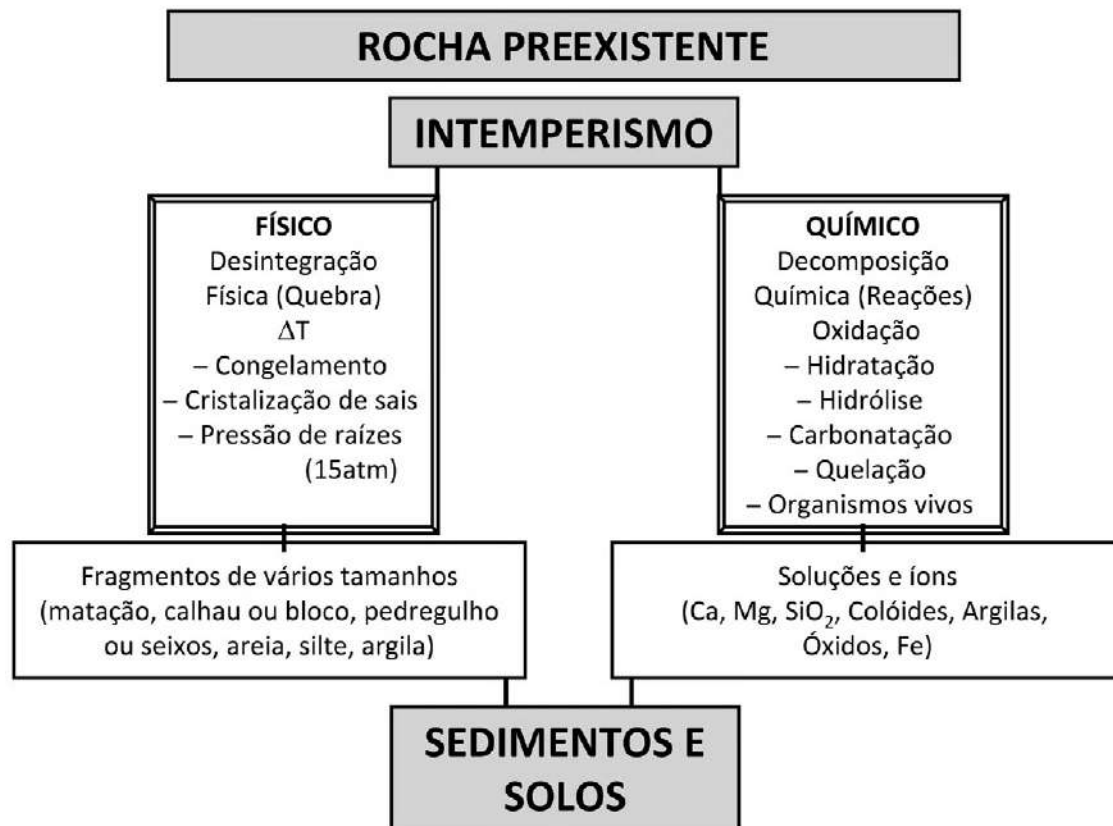 ROCHA PREEXISTENTE
INTEMPERISMO
FÍSICO
Desintegração
Física (Quebra)
ΔT
– Congelamento
– Cristalização de sais
– Pressão de raízes
(15atm)
QUÍMICO
Decomposição
Química (Reações)
Oxidação
– Hidratação
– Hidrólise
– Carbonatação
– Quelação
– Organismos vivos
Fragmentos de vários tamanhos
(matação, calhau ou bloco, pedregulho
ou seixos, areia, silte, argila)
Soluções e íons
(Ca, Mg, SiO₂, Colóides, Argilas,
Óxidos, Fe)
SEDIMENTOS E
SOLOS